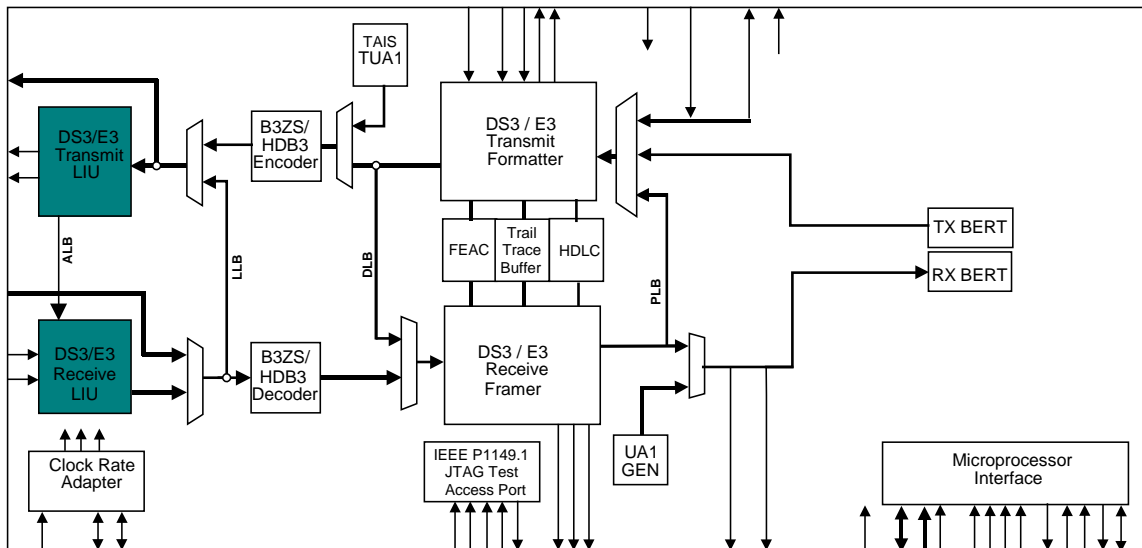 TAIS
TUA1
DS3/E3
Transmit
LIU
B3ZS/
HDB3
Encoder
DS3 / E3
Transmit
Formatter
FEAC
Trail
Trace
Buffer
HDLC
TX BERT
RX BERT
ALB
LLB
DLB
PLB
DS3/E3
Receive
LIU
B3ZS/
HDB3
Decoder
DS3 / E3
Receive
Framer
UA1
GEN
Clock Rate
Adapter
IEEE P1149.1
JTAG Test
Access Port
Microprocessor
Interface